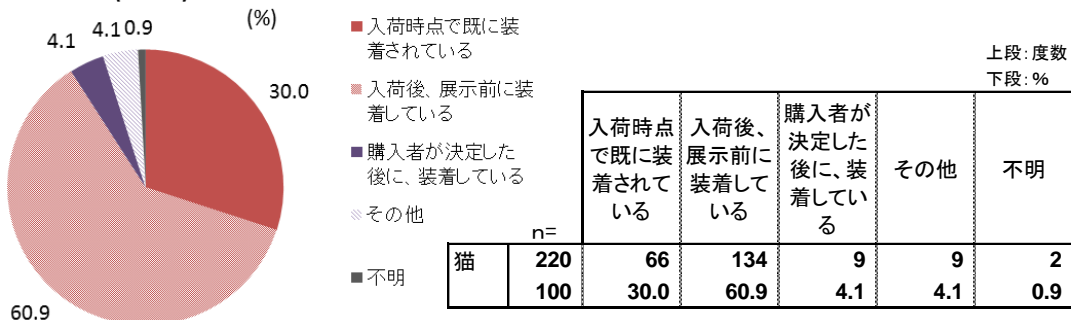 (%)
4.1
4.1
0.9
30.0
60.9
■入荷時点で既に装
着されている
■入荷後、展示前に装
着している
■購入者が決定した
後に、装着している
その他
■不明
上段:度数
下段:%
n=
入荷時点
で既に装
着されて
いる
入荷後、
展示前に
装着して
いる
購入者が
決定した
後に、装
着してい
る
その他
不明
猫 220 66 134 9 9 2
100 30.0 60.9 4.1 4.1 0.9